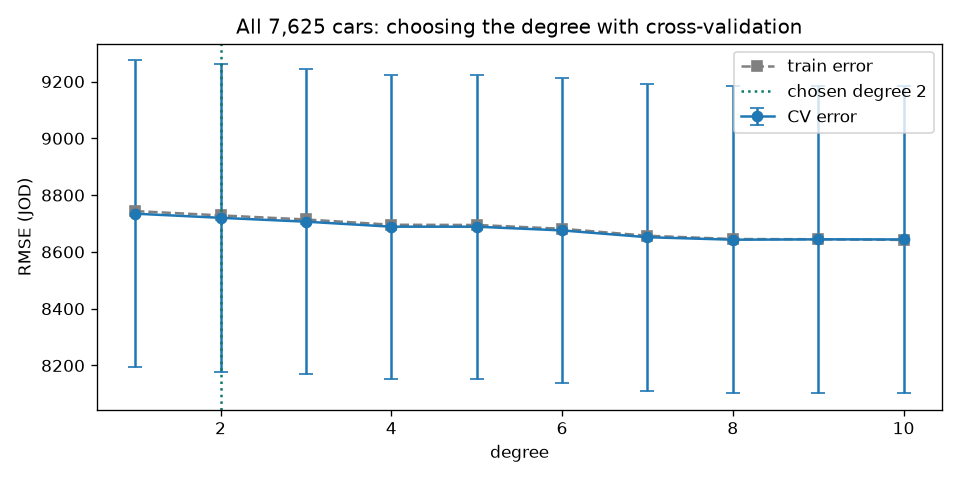 All 7,625 cars: choosing the degree with cross-validation
9200
9000
8800
8600
8400
8200
RMSE (JOD)
train error
chosen degree 2
CV error
2
4
6
8
10
degree